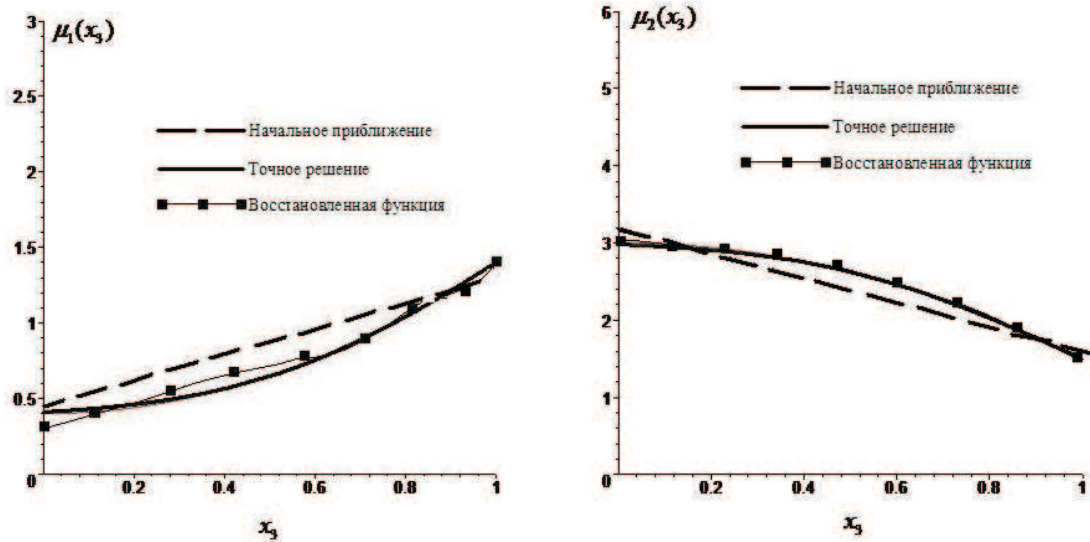 3
μ₁(x₃)
2.5
Начальное приближение
2
Точное решение
Восстановленная функция
1.5
1
0.5
0
0.2
0.4
0.6
0.8
1
x₃
6
μ₂(x₃)
5
Начальное приближение
Точное решение
4
Восстановленная функция
3
2
1
0
0.2
0.4
0.6
0.8
1
x₃